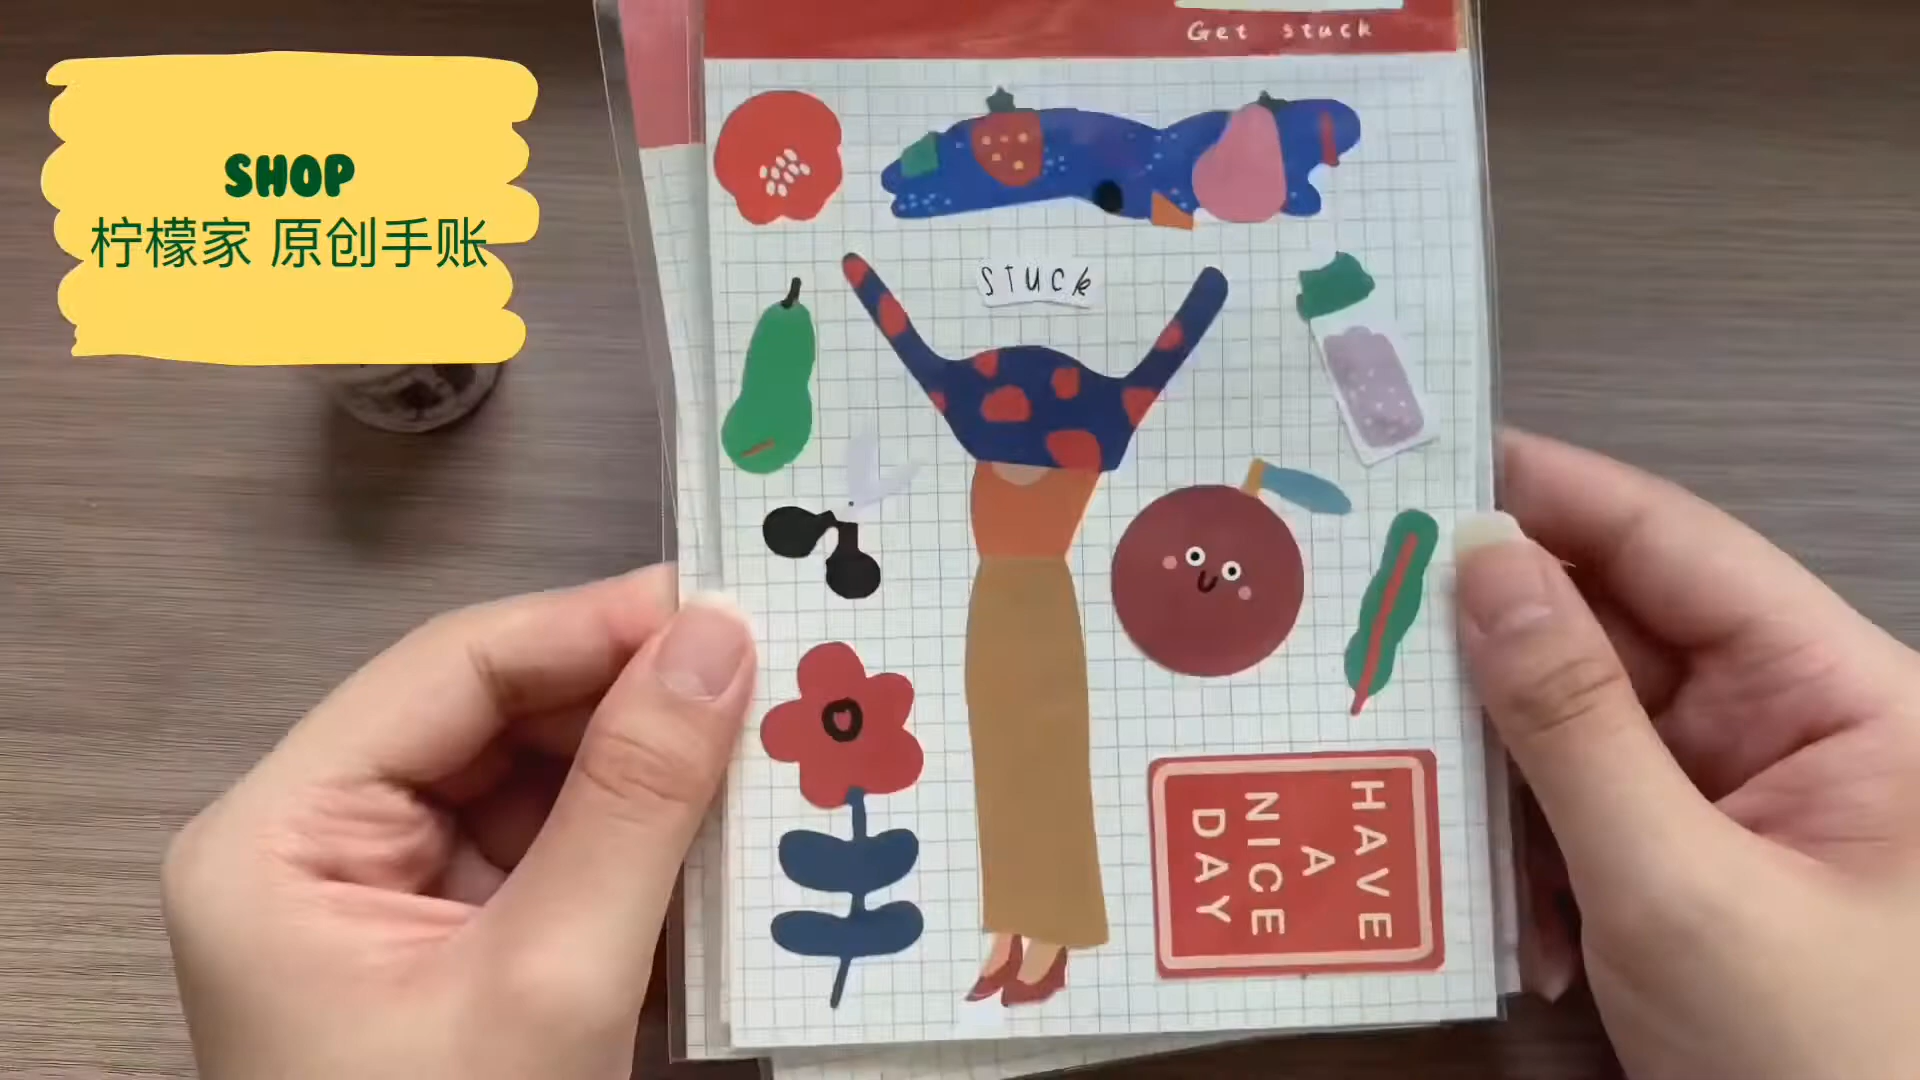 SHOP
柠檬家 原创手账
Get stuck
STUCK
HAVE
A
NICE
DAY